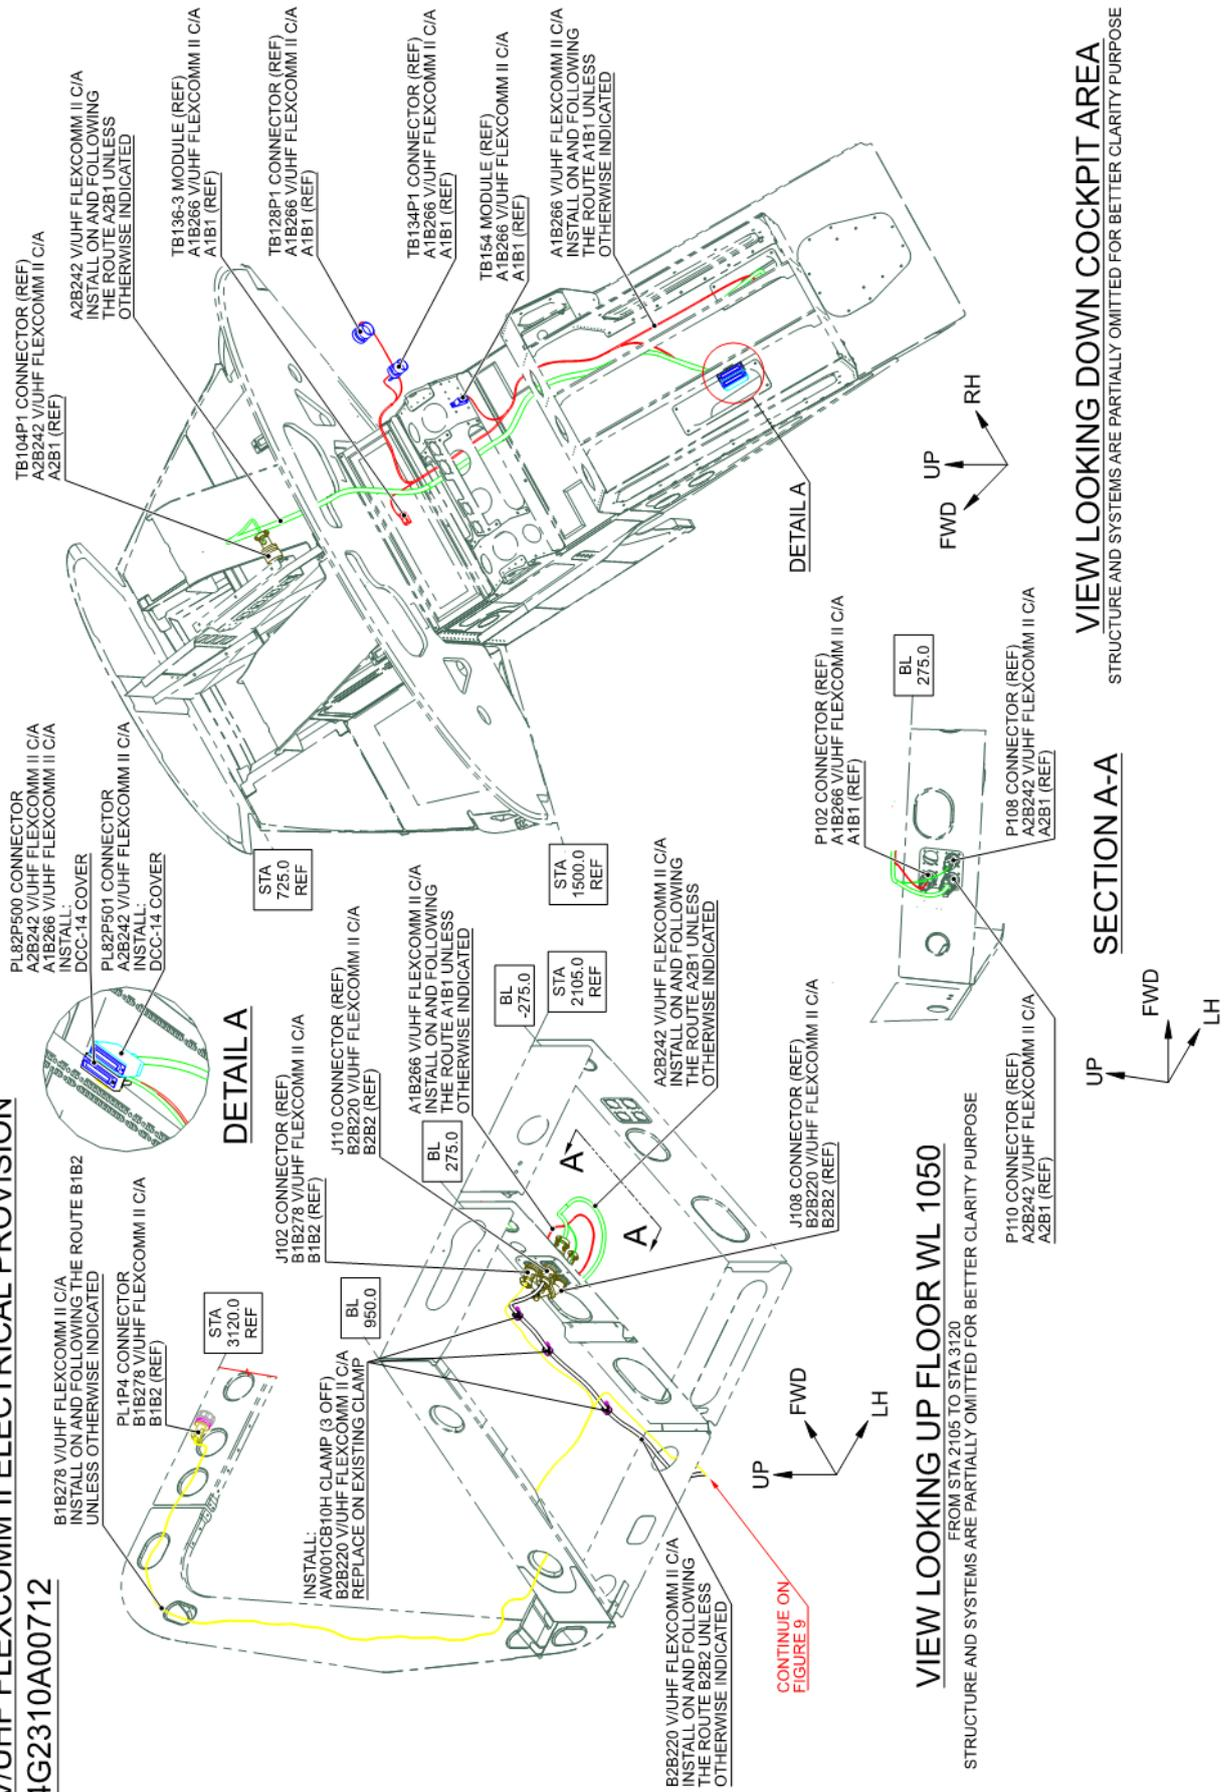 V/UHF FLEXCOMM II ELECTRICAL PROVISION
4G2310A00712
B1B278 V/UHF FLEXCOMM II C/A
INSTALL ON AND FOLLOWING THE ROUTE B1B2
UNLESS OTHERWISE INDICATED
PL1P4 CONNECTOR
B1B278 V/UHF FLEXCOMM II C/A
B1B2 (REF)
STA
3120.0
REF
INSTALL:
AW001CB10H CLAMP (3 OFF)
B2B220 V/UHF FLEXCOMM II C/A
REPLACE ON EXISTING CLAMP
BL
950.0
J102 CONNECTOR (REF)
B1B278 V/UHF FLEXCOMM II C/A
B1B2 (REF)
J110 CONNECTOR (REF)
B2B220 V/UHF FLEXCOMM II C/A
B2B2 (REF)
BL
275.0
A1B266 V/UHF FLEXCOMM II C/A
INSTALL ON AND FOLLOWING
THE ROUTE A1B1 UNLESS
OTHERWISE INDICATED
BL
-275.0
STA
2105.0
REF
A2B242 V/UHF FLEXCOMM II C/A
INSTALL ON AND FOLLOWING
THE ROUTE A2B1 UNLESS
OTHERWISE INDICATED
A
A
J108 CONNECTOR (REF)
B2B220 V/UHF FLEXCOMM II C/A
B2B2 (REF)
B2B220 V/UHF FLEXCOMM II C/A
INSTALL ON AND FOLLOWING
THE ROUTE B2B2 UNLESS
OTHERWISE INDICATED
CONTINUE ON
FIGURE 9
UP
FWD
LH
VIEW LOOKING UP FLOOR WL 1050
FROM STA 2105 TO STA 3120
STRUCTURE AND SYSTEMS ARE PARTIALLY OMITTED FOR BETTER CLARITY PURPOSE
PL82P500 CONNECTOR
A2B242 V/UHF FLEXCOMM II C/A
A1B266 V/UHF FLEXCOMM II C/A
INSTALL:
DCC-14 COVER
PL82P501 CONNECTOR
A2B242 V/UHF FLEXCOMM II C/A
INSTALL:
DCC-14 COVER
DETAIL A
TB104P1 CONNECTOR (REF)
A2B242 V/UHF FLEXCOMM II C/A
A2B1 (REF)
A2B242 V/UHF FLEXCOMM II C/A
INSTALL ON AND FOLLOWING
THE ROUTE A2B1 UNLESS
OTHERWISE INDICATED
TB136-3 MODULE (REF)
A1B266 V/UHF FLEXCOMM II C/A
A1B1 (REF)
TB128P1 CONNECTOR (REF)
A1B266 V/UHF FLEXCOMM II C/A
A1B1 (REF)
TB134P1 CONNECTOR (REF)
A1B266 V/UHF FLEXCOMM II C/A
A1B1 (REF)
TB154 MODULE (REF)
A1B266 V/UHF FLEXCOMM II C/A
A1B1 (REF)
A1B266 V/UHF FLEXCOMM II C/A
INSTALL ON AND FOLLOWING
THE ROUTE A1B1 UNLESS
OTHERWISE INDICATED
STA
725.0
REF
STA
1500.0
REF
DETAIL A
UP
RH
FWD
VIEW LOOKING DOWN COCKPIT AREA
STRUCTURE AND SYSTEMS ARE PARTIALLY OMITTED FOR BETTER CLARITY PURPOSE
P102 CONNECTOR (REF)
A1B266 V/UHF FLEXCOMM II C/A
A1B1 (REF)
BL
275.0
P108 CONNECTOR (REF)
A2B242 V/UHF FLEXCOMM II C/A
A2B1 (REF)
P110 CONNECTOR (REF)
A2B242 V/UHF FLEXCOMM II C/A
A2B1 (REF)
SECTION A-A
UP
FWD
LH